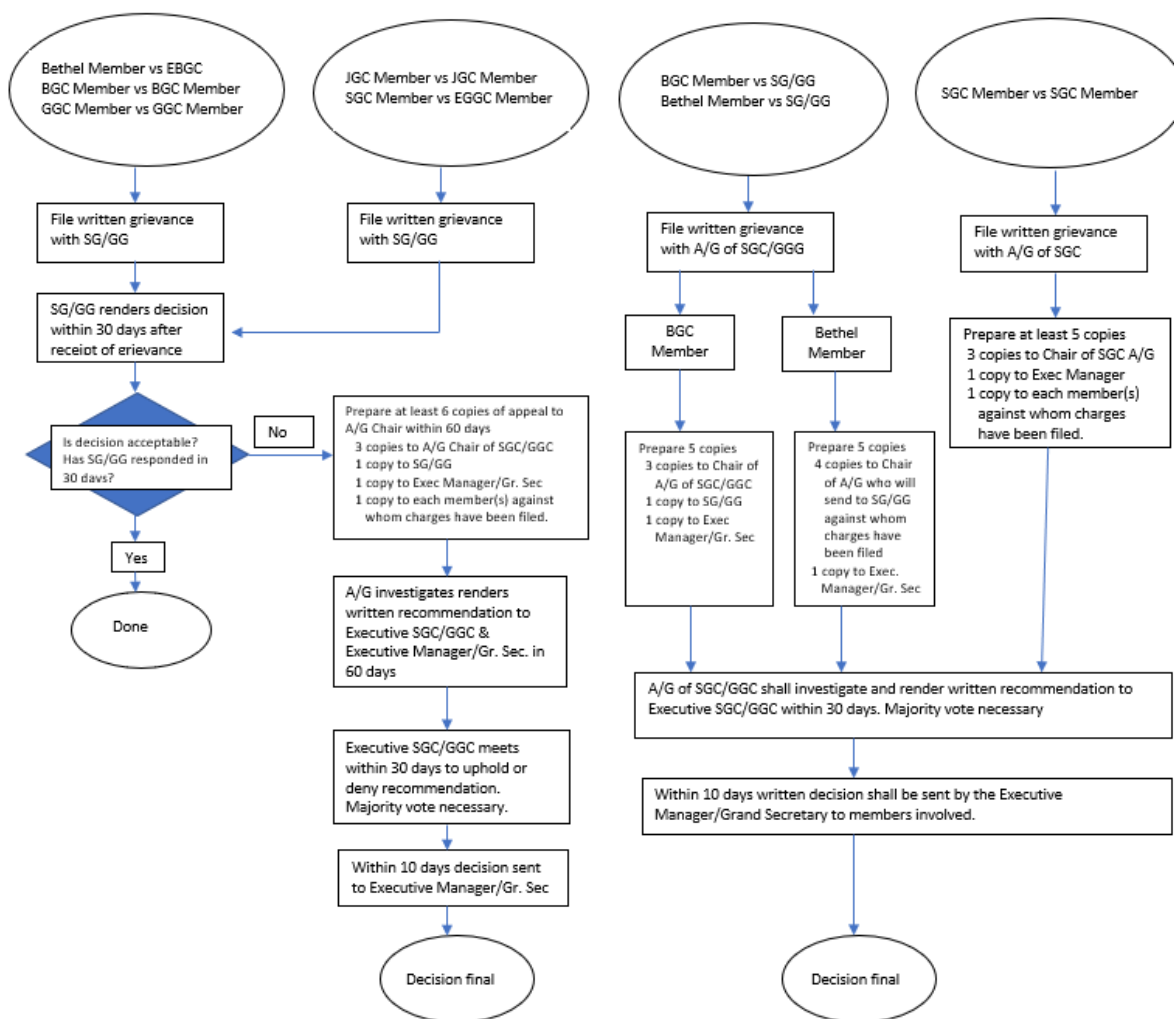 Bethel Member vs EBGC
BGC Member vs BGC Member
GGC Member vs GGC Member
JGC Member vs JGC Member
SGC Member vs EGGC Member
BGC Member vs SG/GG
Bethel Member vs SG/GG
SGC Member vs SGC Member
File written grievance
with SG/GG
File written grievance
with SG/GG
File written grievance
with A/G of SGC/GGG
File written grievance
with A/G of SGC
SG/GG renders decision
within 30 days after
receipt of grievance
BGC
Member
Bethel
Member
Prepare at least 5 copies
3 copies to Chair of SGC A/G
1 copy to Exec Manager
1 copy to each member(s)
against whom charges
have been filed.
Is decision acceptable?
Has SG/GG responded in
30 days?
No
Yes
Done
Prepare at least 6 copies of appeal to
A/G Chair within 60 days
3 copies to A/G Chair of SGC/GGC
1 copy to SG/GG
1 copy to Exec Manager/Gr. Sec
1 copy to each member(s) against
whom charges have been filed.
Prepare 5 copies
3 copies to Chair of
A/G of SGC/GGC
1 copy to SG/GG
1 copy to Exec
Manager/Gr. Sec
Prepare 5 copies
4 copies to Chair
of A/G who will
send to SG/GG
against whom
charges have
been filed
1 copy to Exec.
Manager/Gr. Sec
A/G investigates renders
written recommendation to
Executive SGC/GGC &
Executive Manager/Gr. Sec. in
60 days
A/G of SGC/GGC shall investigate and render written recommendation to
Executive SGC/GGC within 30 days. Majority vote necessary
Executive SGC/GGC meets
within 30 days to uphold or
deny recommendation.
Majority vote necessary.
Within 10 days written decision shall be sent by the Executive
Manager/Grand Secretary to members involved.
Within 10 days decision sent
to Executive Manager/Gr. Sec
Decision final
Decision final